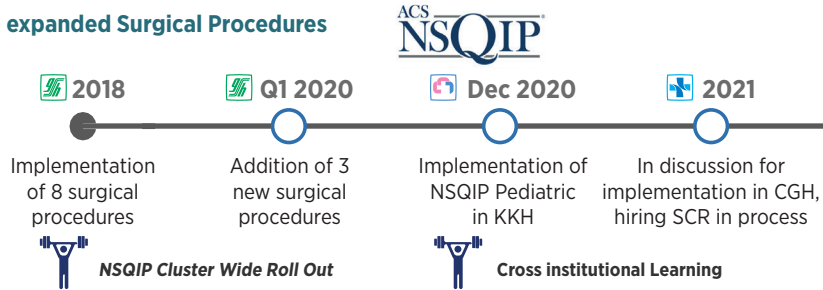 expanded Surgical Procedures
ACS
NSQIP®
2018
Q1 2020
Dec 2020
2021
Implementation
of 8 surgical
procedures
Addition of 3
new surgical
procedures
Implementation of
NSQIP Pediatric
in KKH
In discussion for
implementation in CGH,
hiring SCR in process
NSQIP Cluster Wide Roll Out
Cross institutional Learning